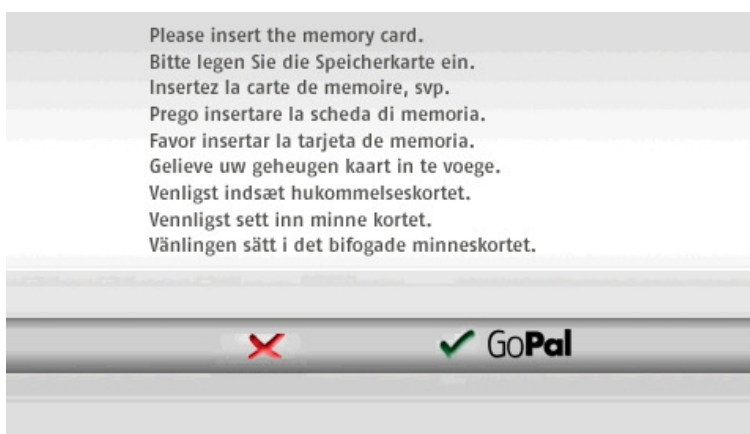 Please insert the memory card.
Bitte legen Sie die Speicherkarte ein.
Insertez la carte de memoire, svp.
Prego insertare la scheda di memoria.
Favor insertar la tarjeta de memoria.
Gelieve uw geheugen kaart in te voege.
Venligst indsæt hukommelseskortet.
Vennligst sett inn minne kortet.
Vänlingen sätt i det bifogade minneskortet.
GoPal